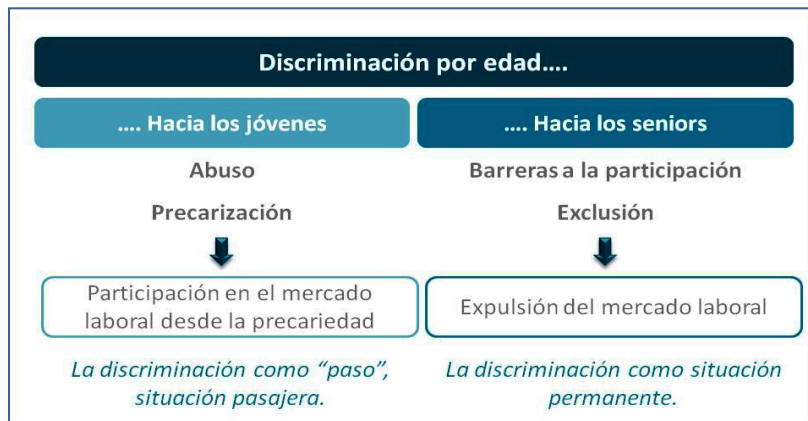 Discriminación por edad....
.... Hacia los jóvenes
Abuso
Precarización
Participación en el mercado
laboral desde la precariedad
La discriminación como “paso”,
situación pasajera.
.... Hacia los seniors
Barreras a la participación
Exclusión
Expulsión del mercado laboral
La discriminación como situación
permanente.